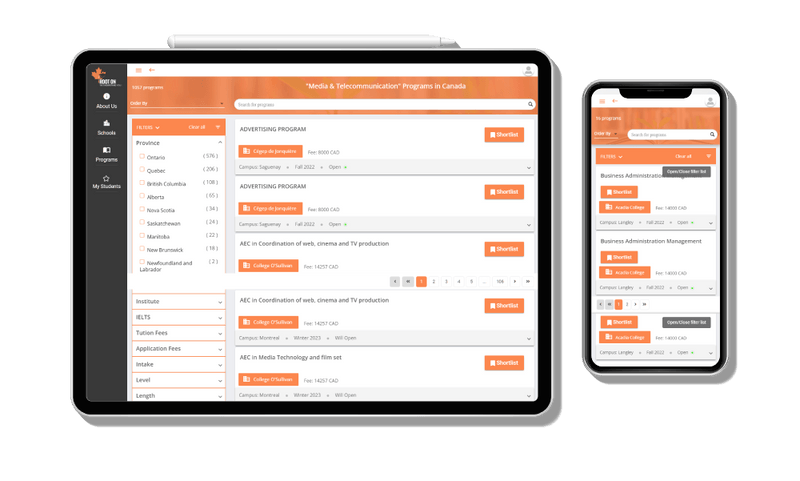 ROOT ON
About Us
Schools
Programs
My Students
1057 programs
"Media & Telecommunication" Programs in Canada
Order By
Search for programs
FILTERS
Clear all
Province
Ontario ( 576 )
Quebec ( 206 )
British Columbia ( 108 )
Alberta ( 65 )
Nova Scotia ( 34 )
Saskatchewan ( 24 )
Manitoba ( 22 )
New Brunswick ( 18 )
Newfoundland and Labrador ( 2 )
Institute
IELTS
Tution Fees
Application Fees
Intake
Level
Length
ADVERTISING PROGRAM
Shortlist
Cégep de Jonquière Fee: 8000 CAD
Campus: Saguenay Fall 2022 Open
ADVERTISING PROGRAM
Shortlist
Cégep de Jonquière Fee: 8000 CAD
Campus: Saguenay Fall 2022 Open
AEC in Coordination of web, cinema and TV production
Shortlist
College O'Sullivan Fee: 14257 CAD
1 2 3 4 5 ... 106
AEC in Coordination of web, cinema and TV production
Shortlist
College O'Sullivan Fee: 14257 CAD
Campus: Montreal Winter 2023 Will Open
AEC in Media Technology and film set
Shortlist
College O'Sullivan Fee: 14257 CAD
Campus: Montreal Winter 2023 Will Open
programs
Order By
Search for programs
FILTERS
Clear all
Open/Close filter list
Business Administration
Shortlist
Acsenda College Fee: 14000 CAD
Campus: Langley Fall 2022 Open
Business Administration Management
Shortlist
Fee: 14000 CAD
Campus: Langley Fall 2022 Open
1 2
Shortlist
Open/Close filter list
Fee: 14000 CAD
Campus: Langley Fall 2022 Open